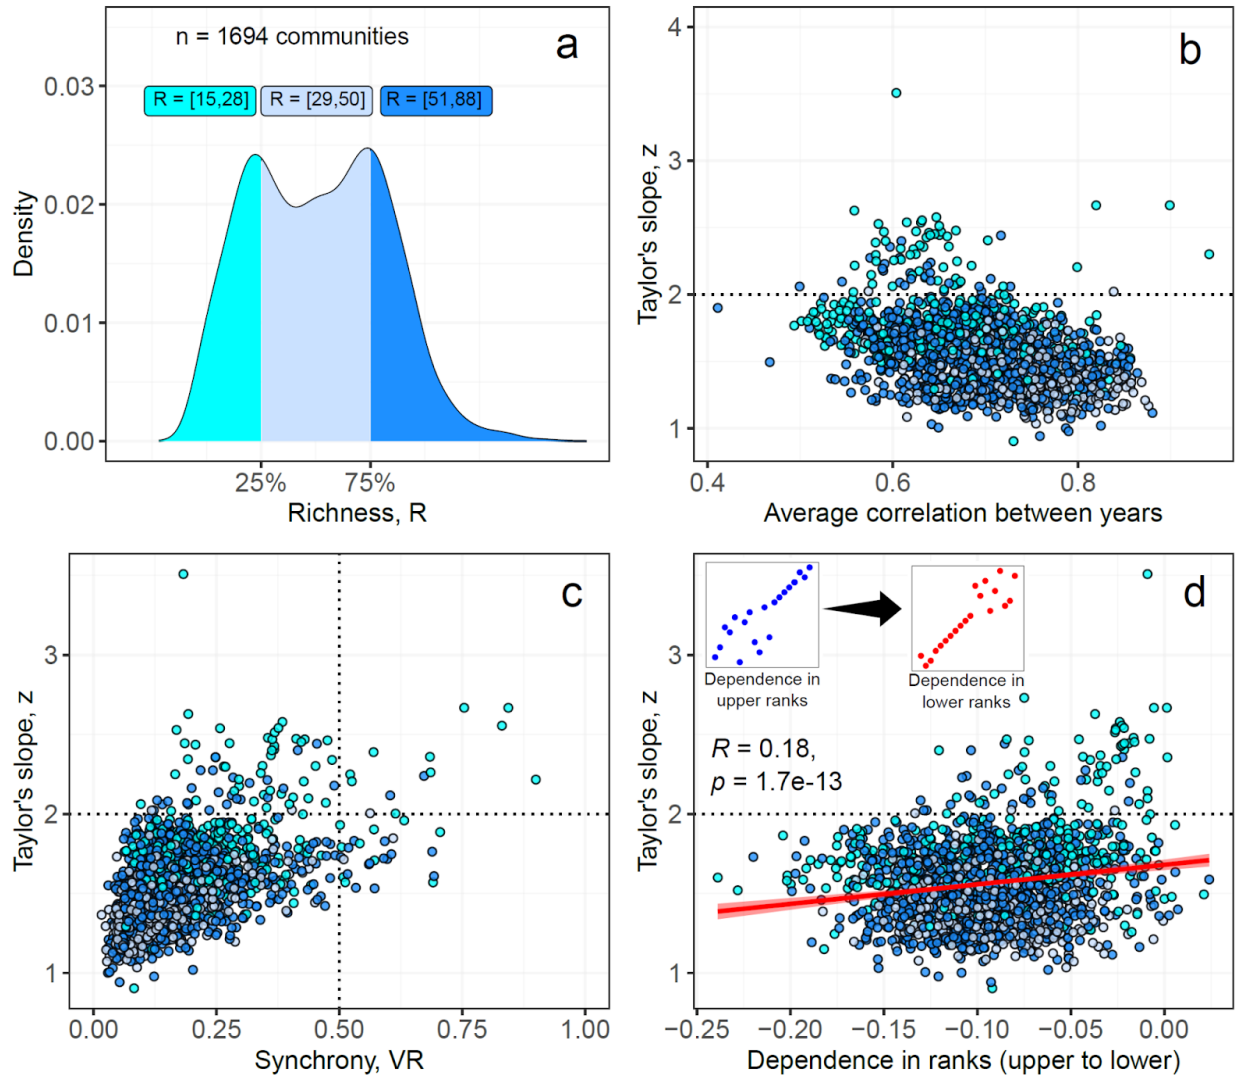 n = 1694 communities
a
R = [15,28]
R = [29,50]
R = [51,88]
0.03
0.02
0.01
0.00
Density
25%
75%
Richness, R
b
4
3
2
1
Taylor's slope, z
0.4
0.6
0.8
Average correlation between years
c
3
2
1
Taylor's slope, z
0.00
0.25
0.50
0.75
1.00
Synchrony, VR
d
Dependence in
upper ranks
Dependence in
lower ranks
R = 0.18,
p = 1.7e-13
3
2
1
Taylor's slope, z
−0.25
−0.20
−0.15
−0.10
−0.05
0.00
Dependence in ranks (upper to lower)